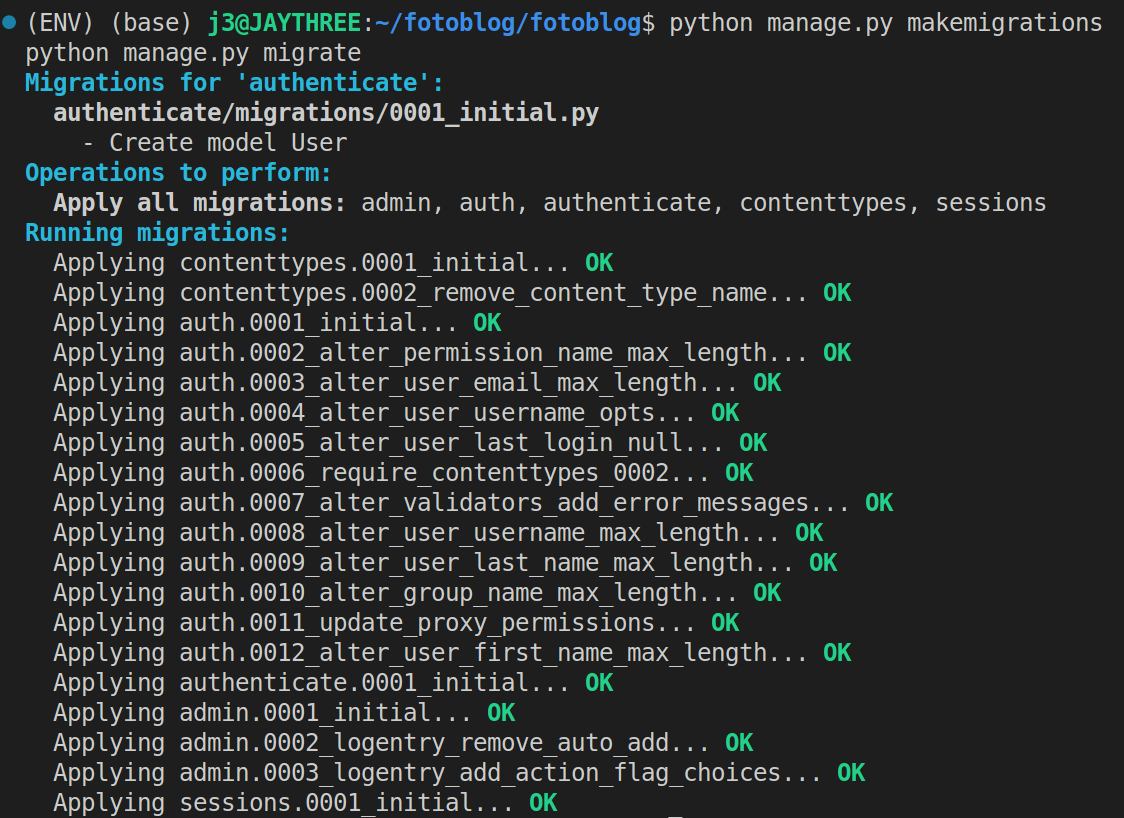 (ENV) (base) j3@JAYTHREE:~/fotoblog/fotoblog$ python manage.py makemigrations
python manage.py migrate
Migrations for 'authenticate':
authenticate/migrations/0001_initial.py
- Create model User
Operations to perform:
Apply all migrations: admin, auth, authenticate, contenttypes, sessions
Running migrations:
Applying contenttypes.0001_initial... OK
Applying contenttypes.0002_remove_content_type_name... OK
Applying auth.0001_initial... OK
Applying auth.0002_alter_permission_name_max_length... OK
Applying auth.0003_alter_user_email_max_length... OK
Applying auth.0004_alter_user_username_opts... OK
Applying auth.0005_alter_user_last_login_null... OK
Applying auth.0006_require_contenttypes_0002... OK
Applying auth.0007_alter_validators_add_error_messages... OK
Applying auth.0008_alter_user_username_max_length... OK
Applying auth.0009_alter_user_last_name_max_length... OK
Applying auth.0010_alter_group_name_max_length... OK
Applying auth.0011_update_proxy_permissions... OK
Applying auth.0012_alter_user_first_name_max_length... OK
Applying authenticate.0001_initial... OK
Applying admin.0001_initial... OK
Applying admin.0002_logentry_remove_auto_add... OK
Applying admin.0003_logentry_add_action_flag_choices... OK
Applying sessions.0001_initial... OK